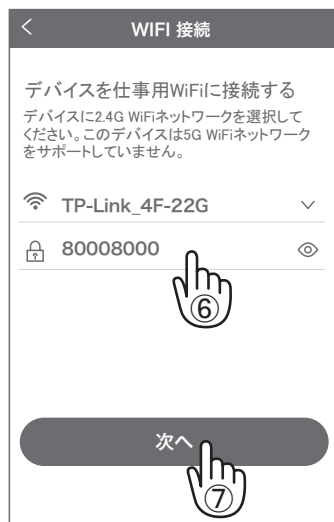 WIFI 接続
デバイスを仕事用WiFiに接続する
デバイスに2.4G WiFiネットワークを選択して
ください。このデバイスは5G WiFiネットワーク
をサポートしていません。
TP-Link_4F-22G
80008000
⑥
次へ
⑦